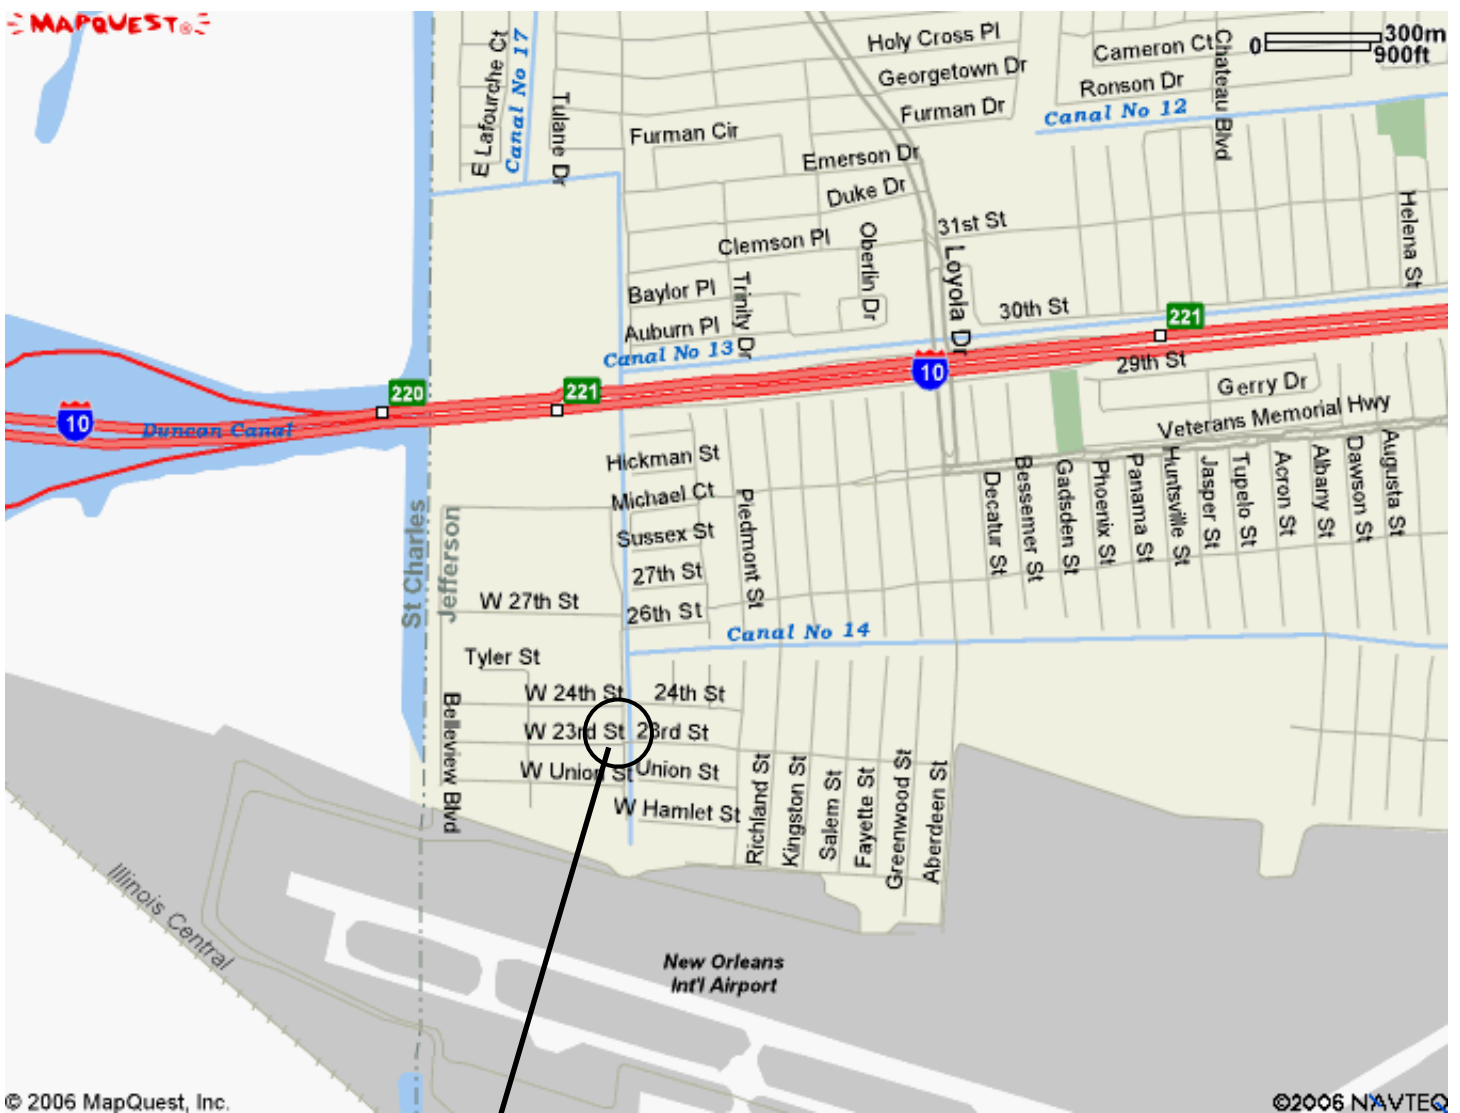 MAPQUEST®
300m
0
900ft
E Lafourche Ct
Canal No 17
Tulane Dr
Holy Cross Pl
Georgetown Dr
Furman Dr
Cameron Ct
Ronson Dr
Chateau Blvd
Canal No 12
Furman Cir
Emerson Dr
Duke Dr
Clemson Pl
Oberlin Dr
31st St
Helena St
Baylor Pl
Trinity Dr
Auburn Pl
Loyola Dr
30th St
Canal No 13
221
29th St
10
Gerry Dr
220
221
10
Duncan Canal
Veterans Memorial Hwy
Hickman St
Michael Ct
Sussex St
27th St
26th St
Piedmont St
Decatur St
Bessemer St
Gadsden St
Phoenix St
Panama St
Huntsville St
Jasper St
Tupelo St
Acron St
Albany St
Dawson St
Augusta St
St Charles
Jefferson
W 27th St
Canal No 14
Tyler St
W 24th St
24th St
Belleview Blvd
W 23rd St
23rd St
W Union St
Union St
W Hamlet St
Richland St
Kingston St
Salem St
Fayette St
Greenwood St
Aberdeen St
Illinois Central
New Orleans
Int'l Airport
© 2006 MapQuest, Inc.
©2006 NAVTEQ